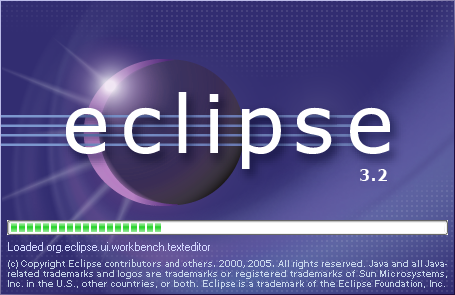 eclipse
3.2
Loaded org.eclipse.ui.workbench.texteditor
(c) Copyright Eclipse contributors and others. 2000, 2005. All rights reserved. Java and all Java-
related trademarks and logos are trademarks or registered trademarks of Sun Microsystems,
Inc. in the U.S., other countries, or both. Eclipse is a trademark of the Eclipse Foundation, Inc.